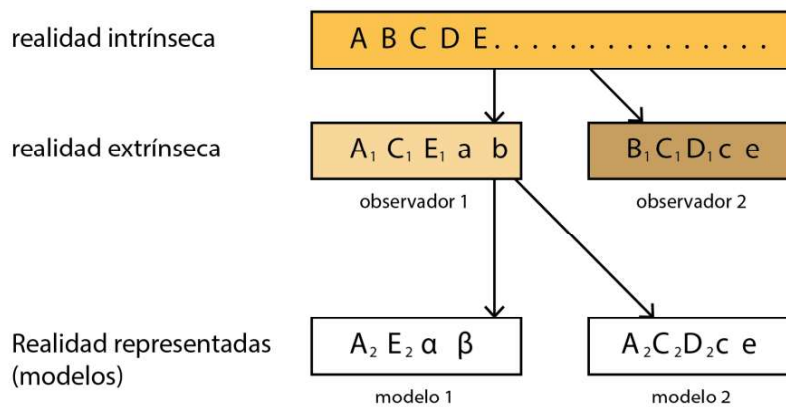 realidad intrínseca
A B C D E. . . . . . . . . . . . . . .
realidad extrínseca
A₁ C₁ E₁ a b
B₁ C₁ D₁ c e
observador 1
observador 2
Realidad representadas
(modelos)
A₂ E₂ α β
A₂ C₂ D₂ c e
modelo 1
modelo 2